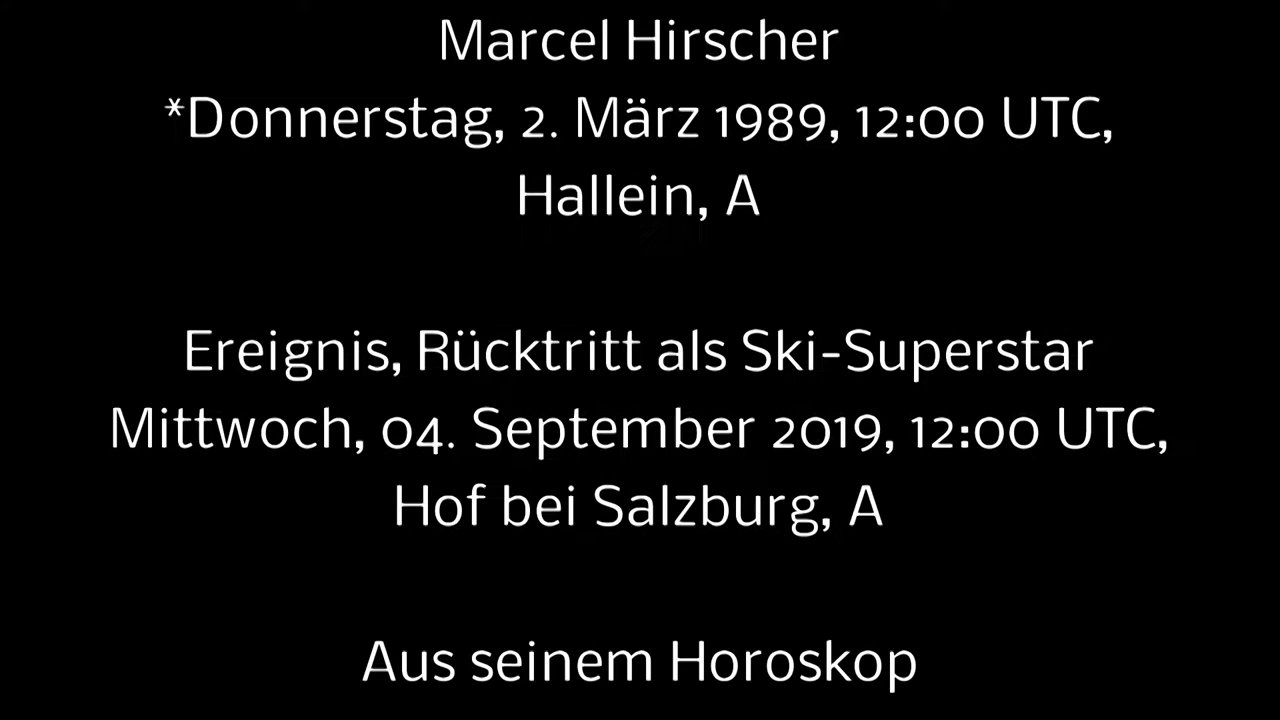 Marcel Hirscher
*Donnerstag, 2. März 1989, 12:00 UTC,
Hallein, A
Ereignis, Rücktritt als Ski-Superstar
Mittwoch, 04. September 2019, 12:00 UTC,
Hof bei Salzburg, A
Aus seinem Horoskop